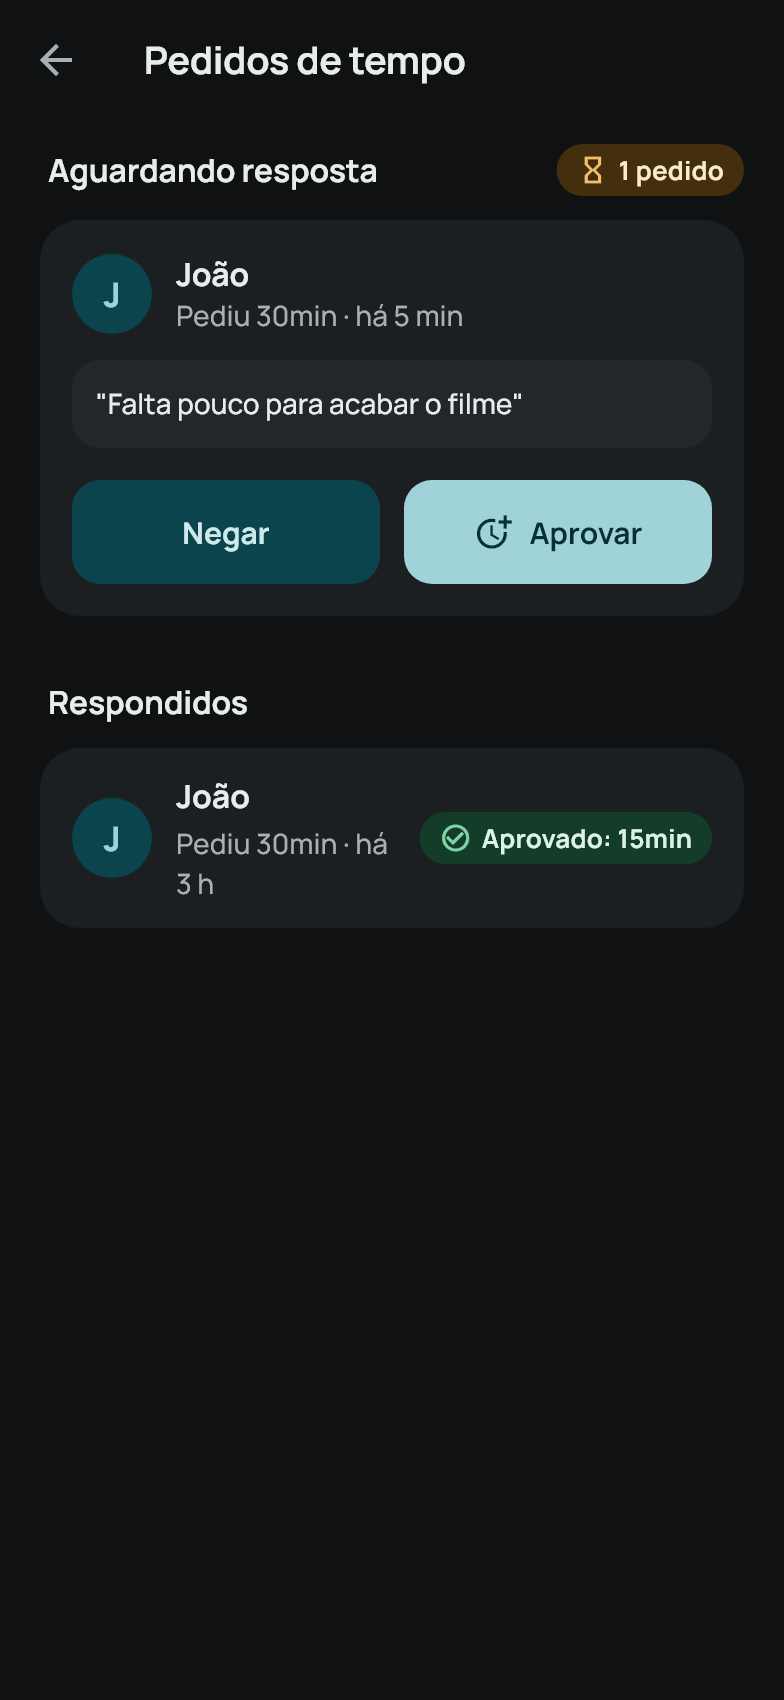 Pedidos de tempo
Aguardando resposta
1 pedido
J
João
Pediu 30min · há 5 min
"Falta pouco para acabar o filme"
Negar
Aprovar
Respondidos
J
João
Pediu 30min · há
3 h
Aprovado: 15min